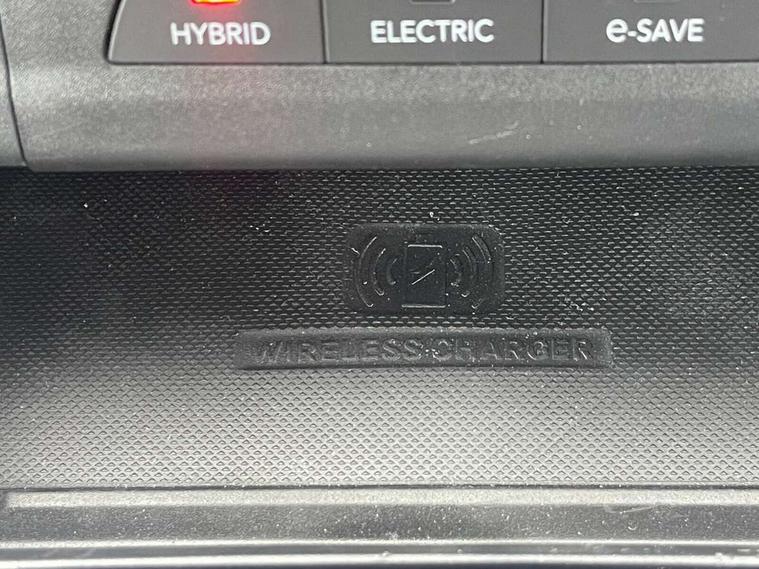 HYBRID ELECTRIC e-SAVE
WIRELESS CHARGER